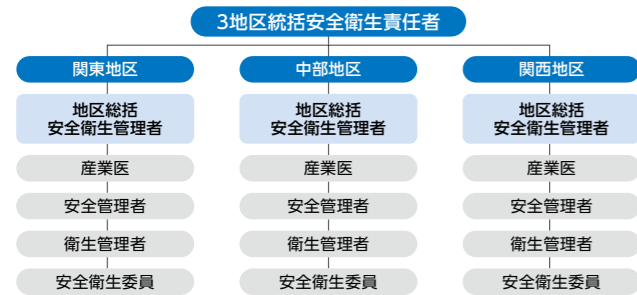 3地区統括安全衛生責任者
関東地区
中部地区
関西地区
地区総括
安全衛生管理者
地区総括
安全衛生管理者
地区総括
安全衛生管理者
産業医
産業医
産業医
安全管理者
安全管理者
安全管理者
衛生管理者
衛生管理者
衛生管理者
安全衛生委員
安全衛生委員
安全衛生委員